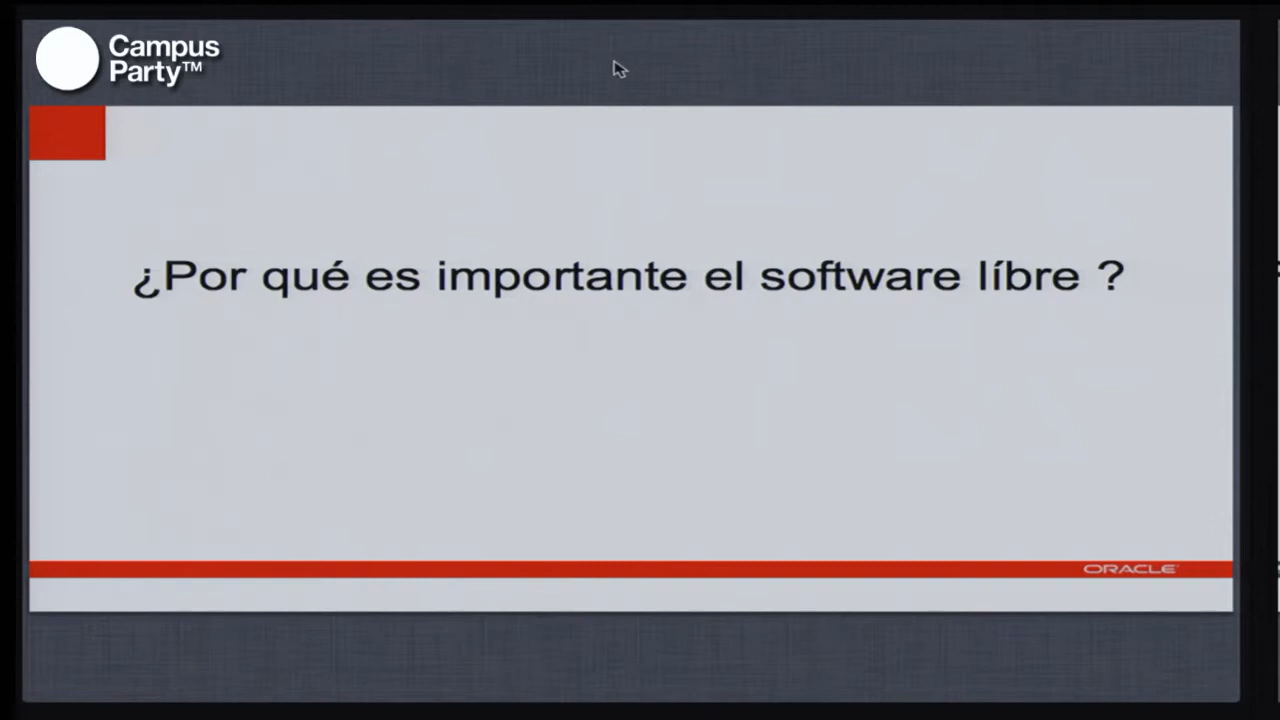 Campus
Party™
¿Por qué es importante el software líbre ?
ORACLE